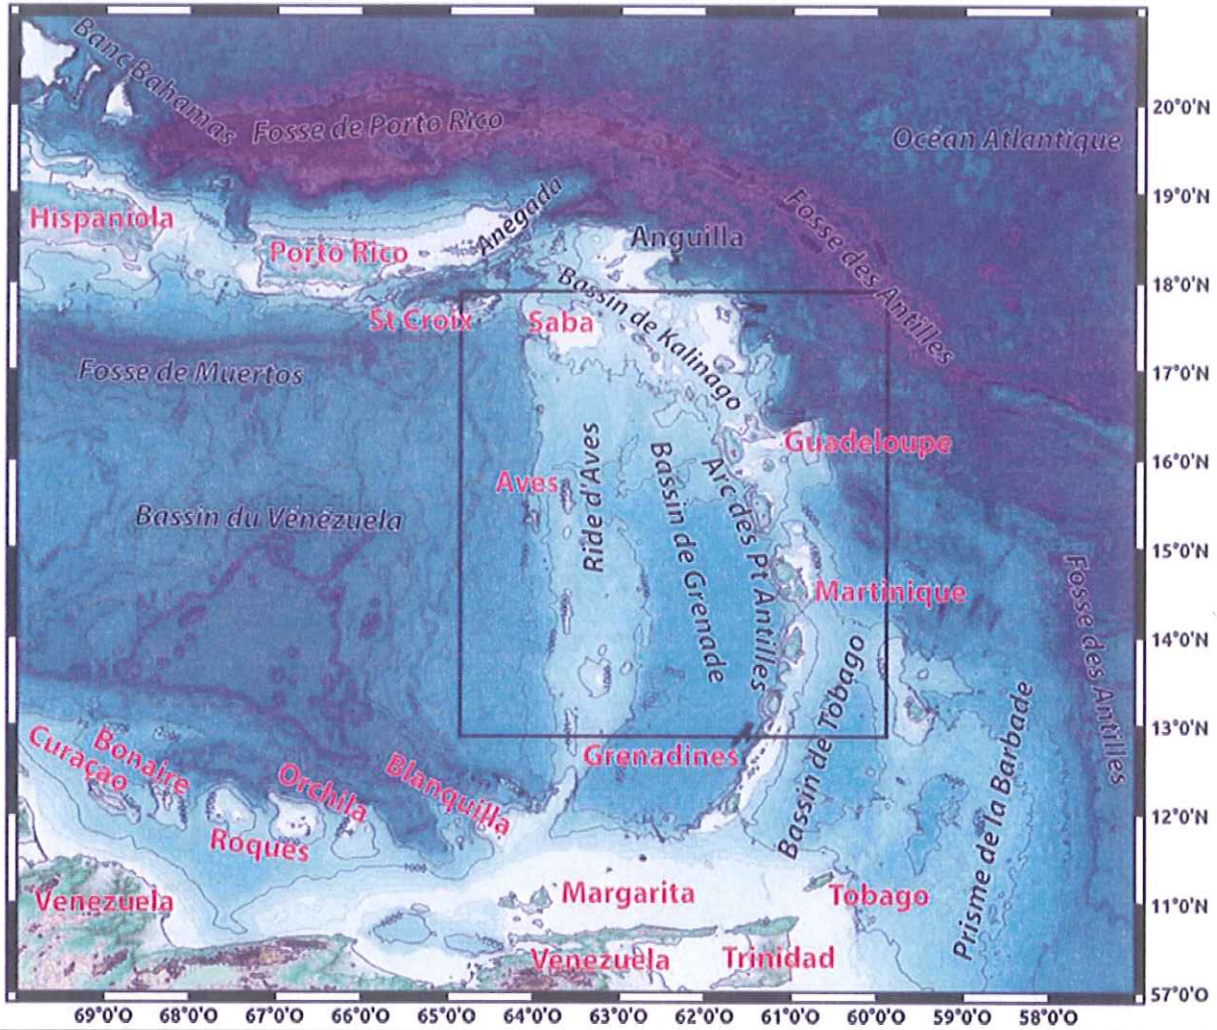 Banc Bahamas
Fosse de Porto Rico
Océan Atlantique
20°0'N
Hispaniola
Porto Rico
Anegada
Anguilla
Fosse des Antilles
19°0'N
18°0'N
St Croix
Saba
Bassin de Kalinago
Fosse de Muertos
17°0'N
Guadeloupe
16°0'N
Aves
Ride d'Aves
Bassin de Grenade
Arc des Pt Antilles
Bassin du Vénézuela
15°0'N
Martinique
Fosse des Antilles
14°0'N
Bassin de Tobago
Prisme de la Barbade
13°0'N
Grenadines
Curaçao
Bonaire
Orchila
Blanquilla
Roques
12°0'N
1000
Venezuela
Margarita
Tobago
11°0'N
Venezuela
Trinidad
57°0'O
69°0'O 68°0'O 67°0'O 66°0'O 65°0'O 64°0'O 63°0'O 62°0'O 61°0'O 60°0'O 59°0'O 58°0'O